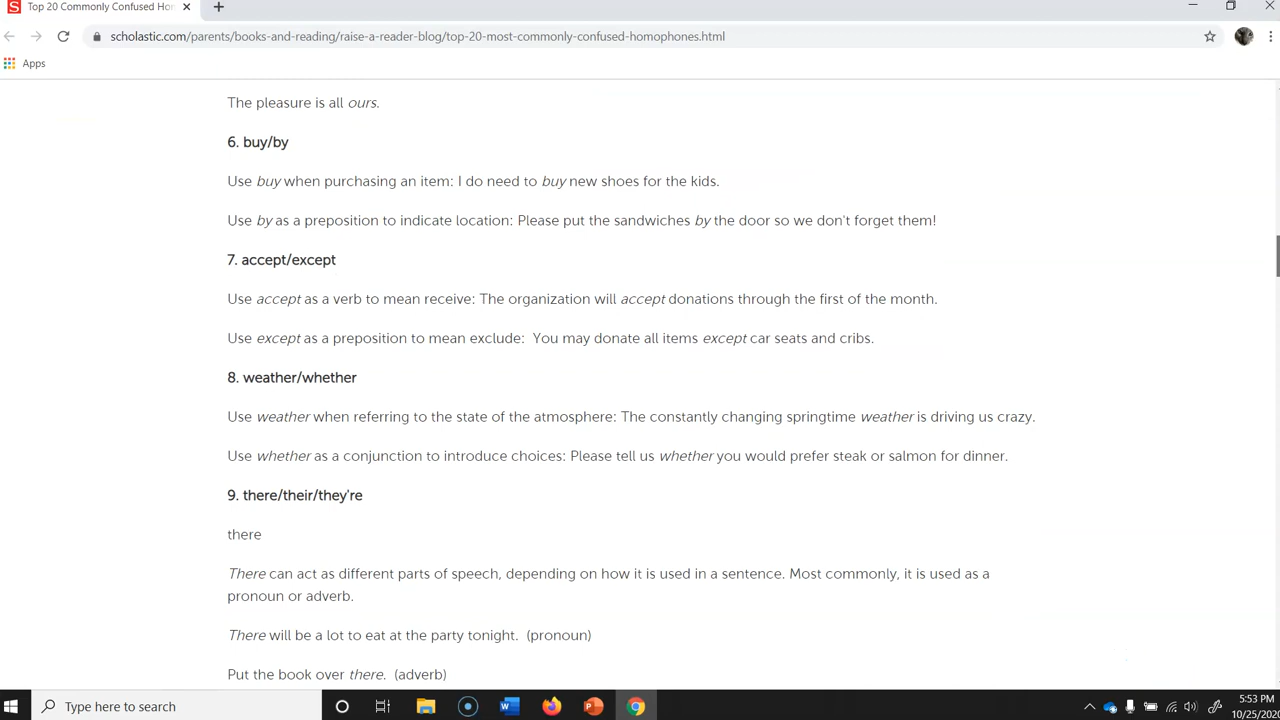 Top 20 Commonly Confused Hor
scholastic.com/parents/books-and-reading/raise-a-reader-blog/top-20-most-commonly-confused-homophones.html
Apps
The pleasure is all ours.
6. buy/by
Use buy when purchasing an item: I do need to buy new shoes for the kids.
Use by as a preposition to indicate location: Please put the sandwiches by the door so we don't forget them!
7. accept/except
Use accept as a verb to mean receive: The organization will accept donations through the first of the month.
Use except as a preposition to mean exclude:  You may donate all items except car seats and cribs.
8. weather/whether
Use weather when referring to the state of the atmosphere: The constantly changing springtime weather is driving us crazy.
Use whether as a conjunction to introduce choices: Please tell us whether you would prefer steak or salmon for dinner.
9. there/their/they're
there
There can act as different parts of speech, depending on how it is used in a sentence. Most commonly, it is used as a
pronoun or adverb.
There will be a lot to eat at the party tonight.  (pronoun)
Put the book over there.  (adverb)
Type here to search
5:53 PM
10/25/202